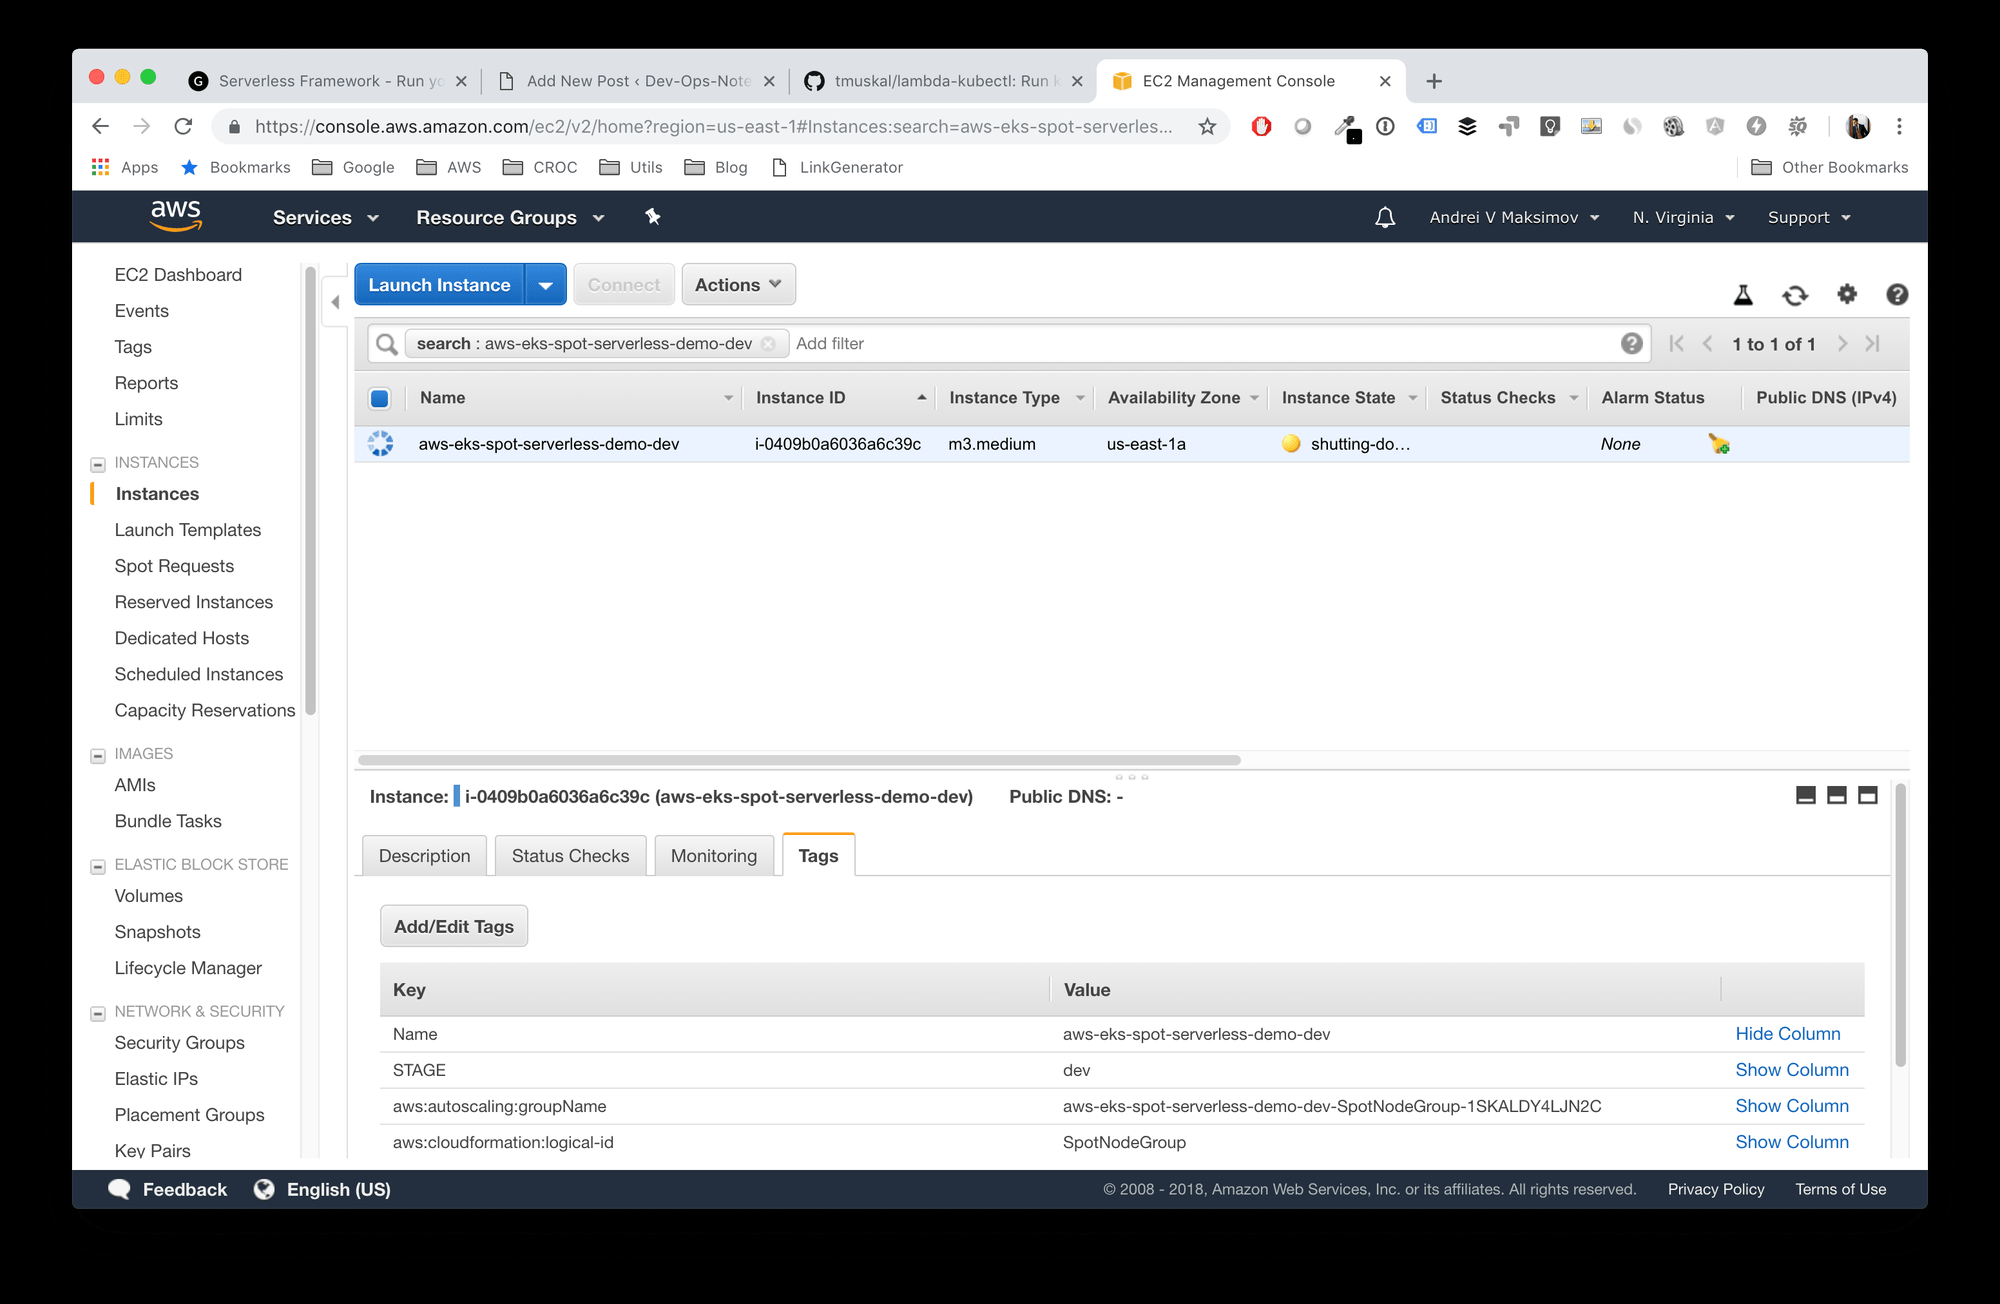 Serverless Framework - Run yo
Add New Post ‹ Dev-Ops-Note
tmuskal/lambda-kubectl: Run k
EC2 Management Console
https://console.aws.amazon.com/ec2/v2/home?region=us-east-1#Instances:search=aws-eks-spot-serverles...
Apps Bookmarks Google AWS CROC Utils Blog LinkGenerator Other Bookmarks
aws Services Resource Groups Andrei V Maksimov N. Virginia Support
EC2 Dashboard
Events
Tags
Reports
Limits
INSTANCES
Instances
Launch Templates
Spot Requests
Reserved Instances
Dedicated Hosts
Scheduled Instances
Capacity Reservations
IMAGES
AMIs
Bundle Tasks
ELASTIC BLOCK STORE
Volumes
Snapshots
Lifecycle Manager
NETWORK & SECURITY
Security Groups
Elastic IPs
Placement Groups
Key Pairs
Launch Instance Connect Actions
search : aws-eks-spot-serverless-demo-dev Add filter 1 to 1 of 1
Name Instance ID Instance Type Availability Zone Instance State Status Checks Alarm Status Public DNS (IPv4)
aws-eks-spot-serverless-demo-dev i-0409b0a6036a6c39c m3.medium us-east-1a shutting-do... None
Instance: i-0409b0a6036a6c39c (aws-eks-spot-serverless-demo-dev) Public DNS: -
Description Status Checks Monitoring Tags
Add/Edit Tags
Key Value
Name aws-eks-spot-serverless-demo-dev Hide Column
STAGE dev Show Column
aws:autoscaling:groupName aws-eks-spot-serverless-demo-dev-SpotNodeGroup-1SKALDY4LJN2C Show Column
aws:cloudformation:logical-id SpotNodeGroup Show Column
Feedback English (US) © 2008 - 2018, Amazon Web Services, Inc. or its affiliates. All rights reserved. Privacy Policy Terms of Use